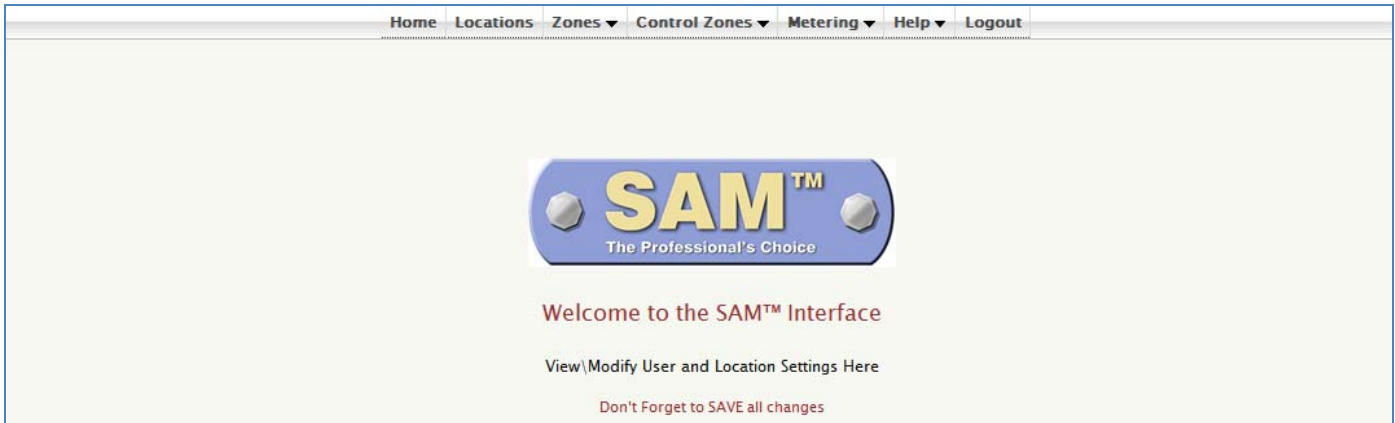 Home Locations Zones Control Zones Metering Help Logout
SAM™
The Professional's Choice
Welcome to the SAM™ Interface
View\Modify User and Location Settings Here
Don't Forget to SAVE all changes